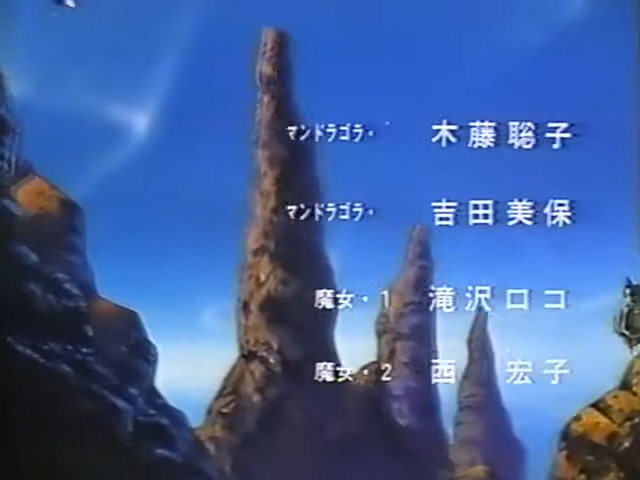 マンドラゴラ・ 木藤聡子
マンドラゴラ・ 吉田美保
魔女・1 滝沢ロコ
魔女・2 西 宏子